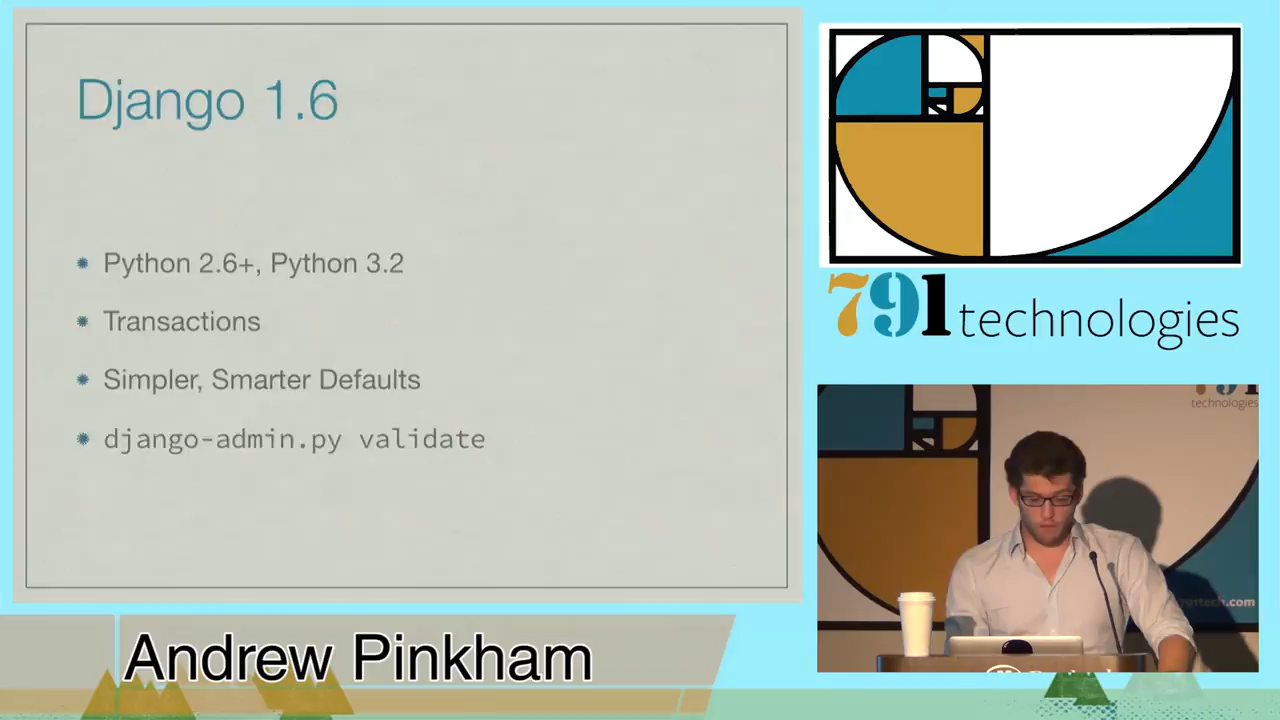 Django 1.6
Python 2.6+, Python 3.2
Transactions
Simpler, Smarter Defaults
django-admin.py validate
791 technologies
technologies
Andrew Pinkham